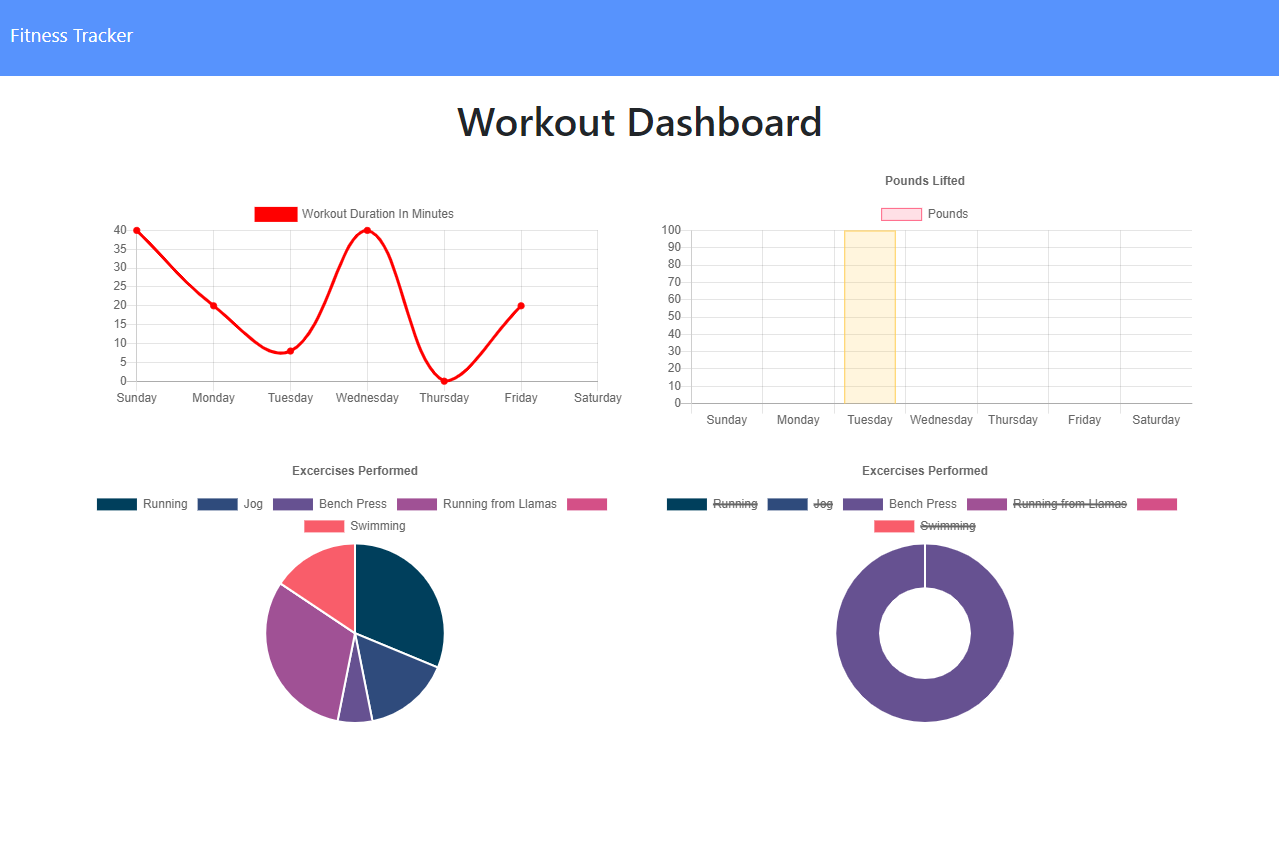 Fitness Tracker
Workout Dashboard
Workout Duration In Minutes
40
35
30
25
20
15
10
5
0
Sunday Monday Tuesday Wednesday Thursday Friday Saturday
Pounds Lifted
Pounds
100
90
80
70
60
50
40
30
20
10
0
Sunday Monday Tuesday Wednesday Thursday Friday Saturday
Excercises Performed
Running Jog Bench Press Running from Llamas
Swimming
Excercises Performed
Running Jog Bench Press Running from Llamas
Swimming